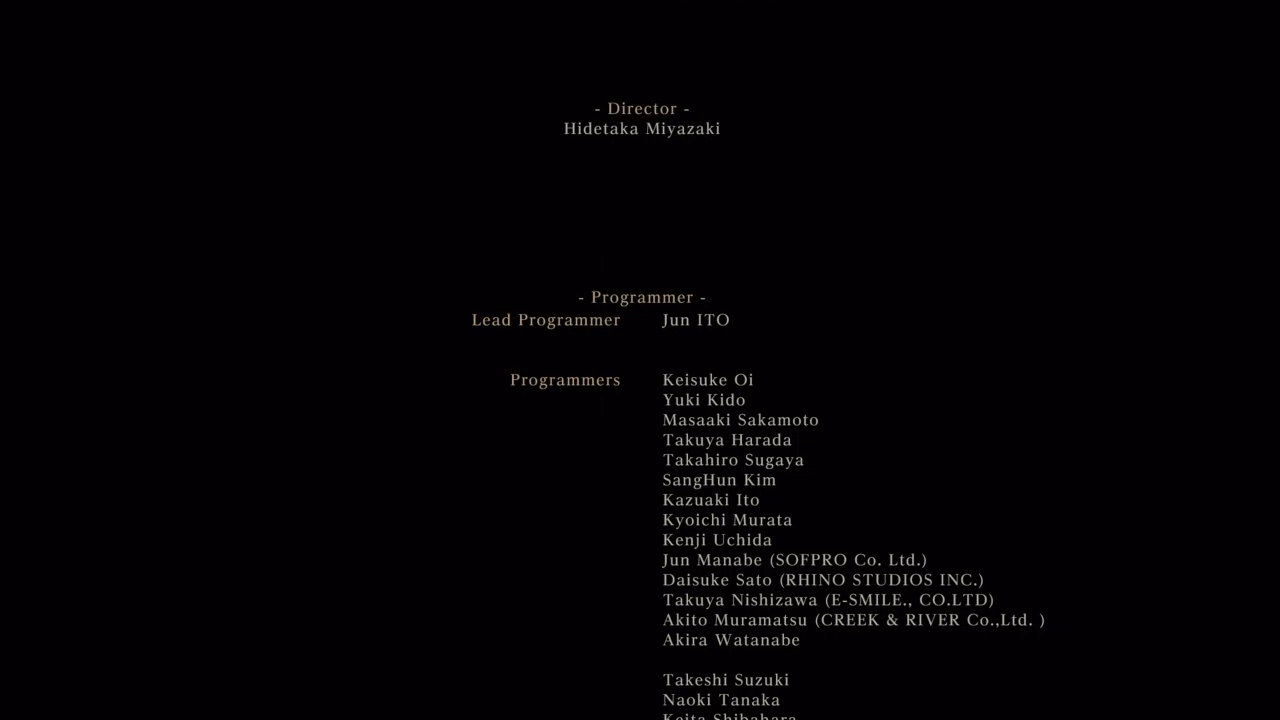 - Director -
Hidetaka Miyazaki
- Programmer -
Lead Programmer Jun ITO
Programmers Keisuke Oi
Yuki Kido
Masaaki Sakamoto
Takuya Harada
Takahiro Sugaya
SangHun Kim
Kazuaki Ito
Kyoichi Murata
Kenji Uchida
Jun Manabe (SOFPRO Co. Ltd.)
Daisuke Sato (RHINO STUDIOS INC.)
Takuya Nishizawa (E-SMILE., CO.LTD)
Akito Muramatsu (CREEK & RIVER Co.,Ltd. )
Akira Watanabe
Takeshi Suzuki
Naoki Tanaka
Keita Shibahara